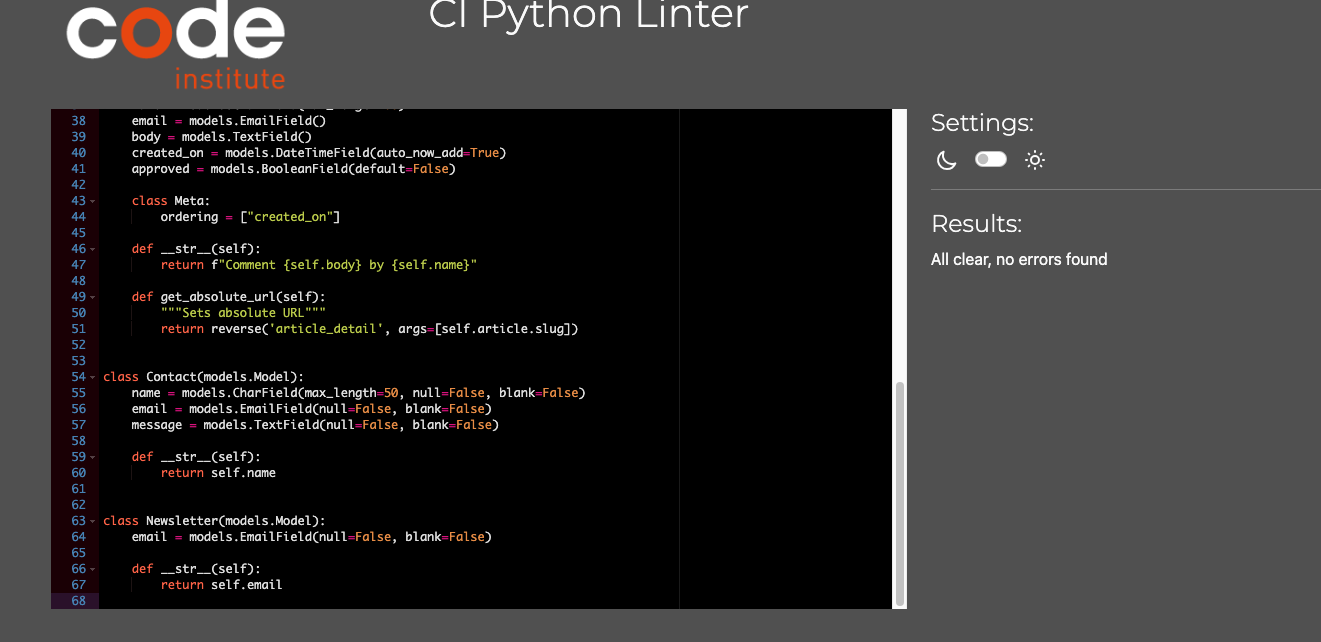 code
institute
CI Python Linter
38 email = models.EmailField()
39 body = models.TextField()
40 created_on = models.DateTimeField(auto_now_add=True)
41 approved = models.BooleanField(default=False)
42
43 class Meta:
44 ordering = ["created_on"]
45
46 def __str__(self):
47 return f"Comment {self.body} by {self.name}"
48
49 def get_absolute_url(self):
50 """Sets absolute URL"""
51 return reverse('article_detail', args=[self.article.slug])
52
53
54 class Contact(models.Model):
55 name = models.CharField(max_length=50, null=False, blank=False)
56 email = models.EmailField(null=False, blank=False)
57 message = models.TextField(null=False, blank=False)
58
59 def __str__(self):
60 return self.name
61
62
63 class Newsletter(models.Model):
64 email = models.EmailField(null=False, blank=False)
65
66 def __str__(self):
67 return self.email
68
Settings:
Results:
All clear, no errors found